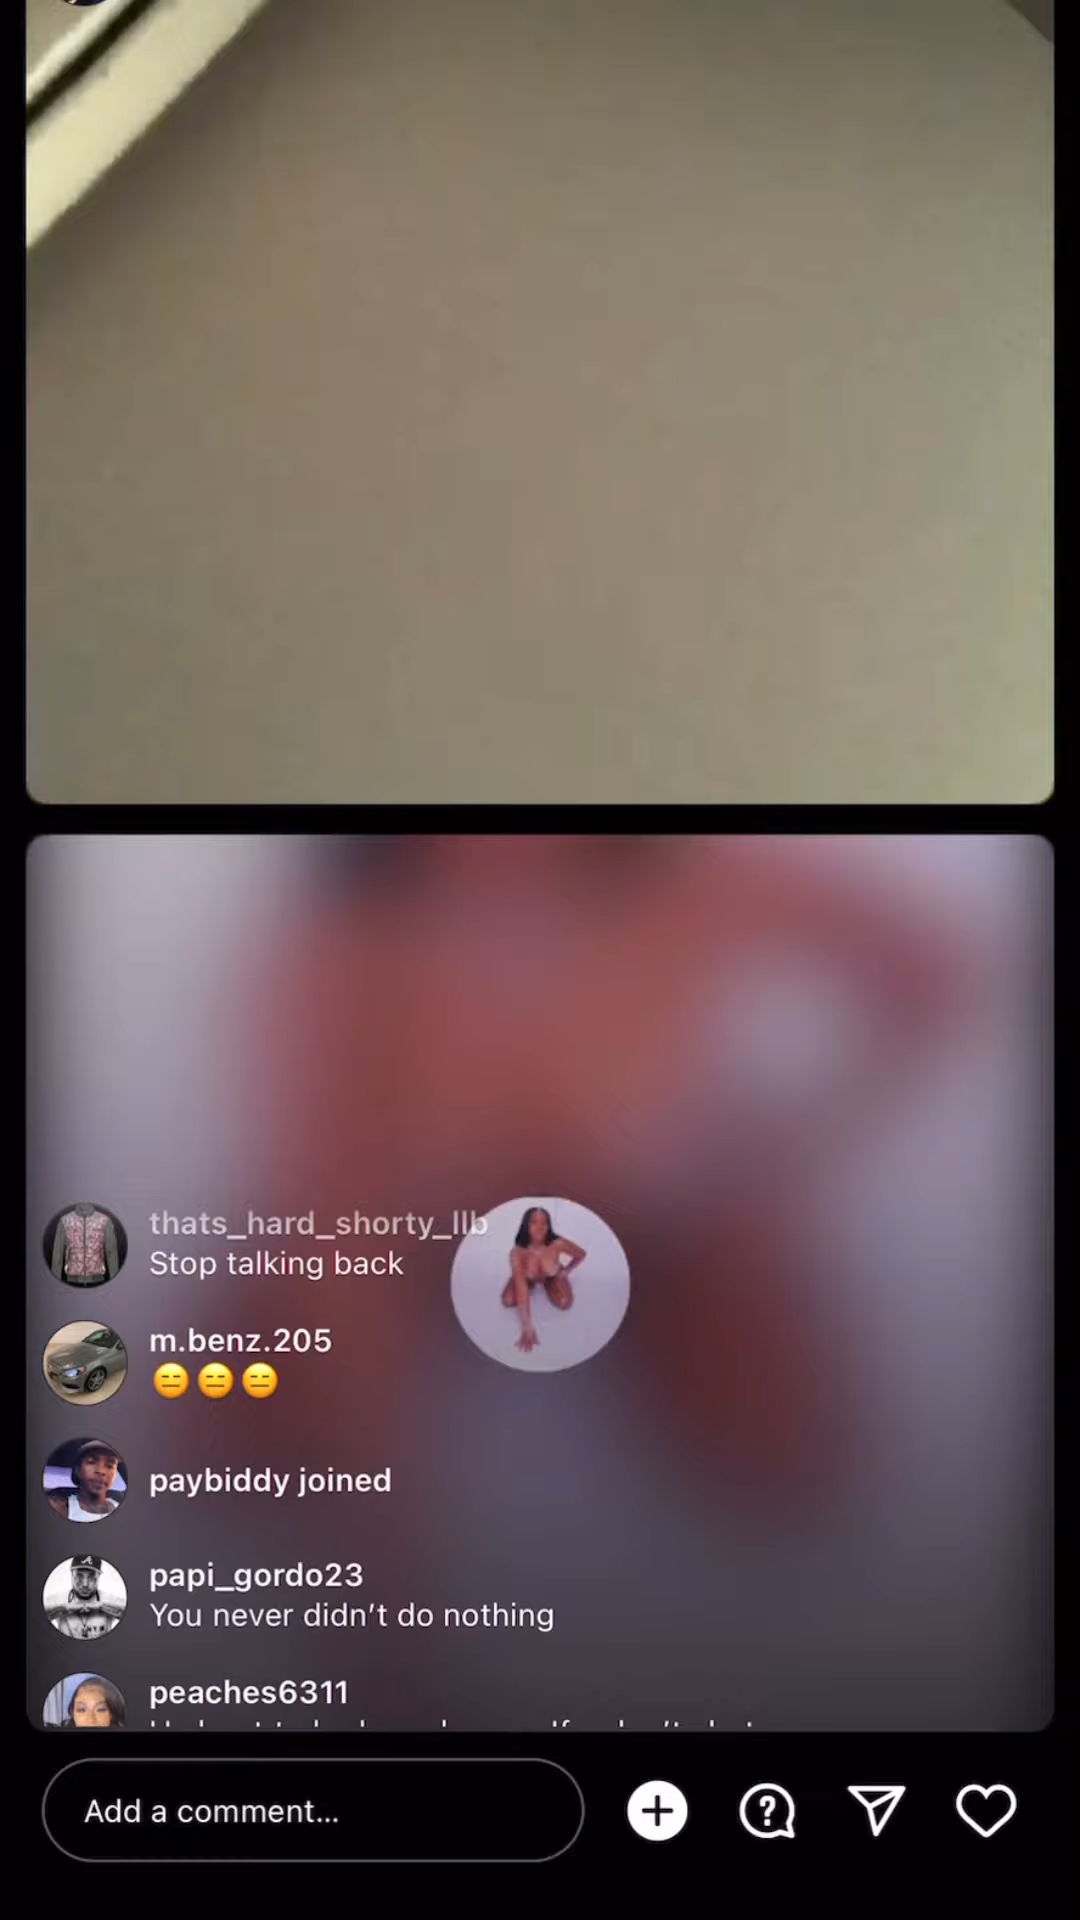 thats_hard_shorty_llb
Stop talking back
m.benz.205
😑😑😑
paybiddy joined
papi_gordo23
You never didn’t do nothing
peaches6311
Add a comment...